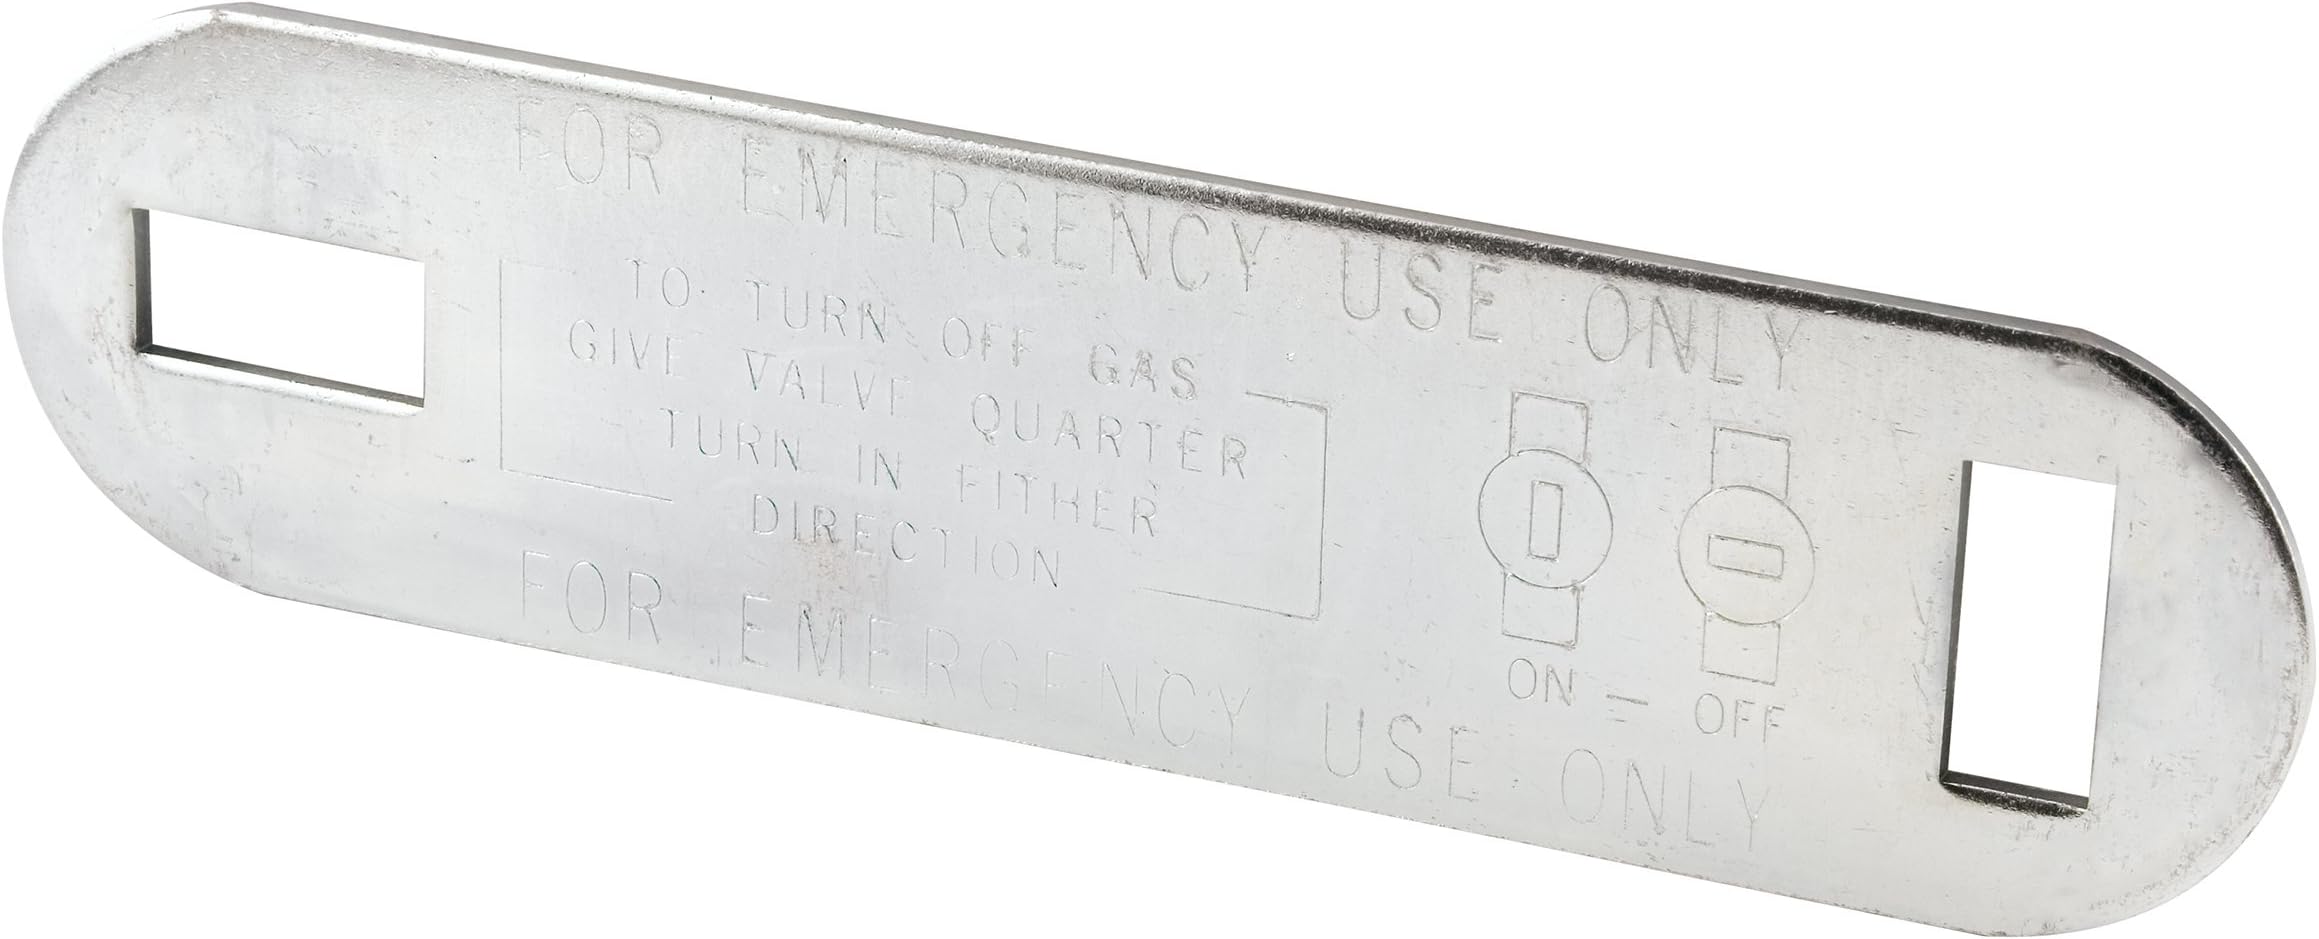 FOR EMERGENCY USE ONLY
TO TURN OFF GAS
GIVE VALVE QUARTER
TURN IN EITHER
DIRECTION
ON – OFF
FOR EMERGENCY USE ONLY